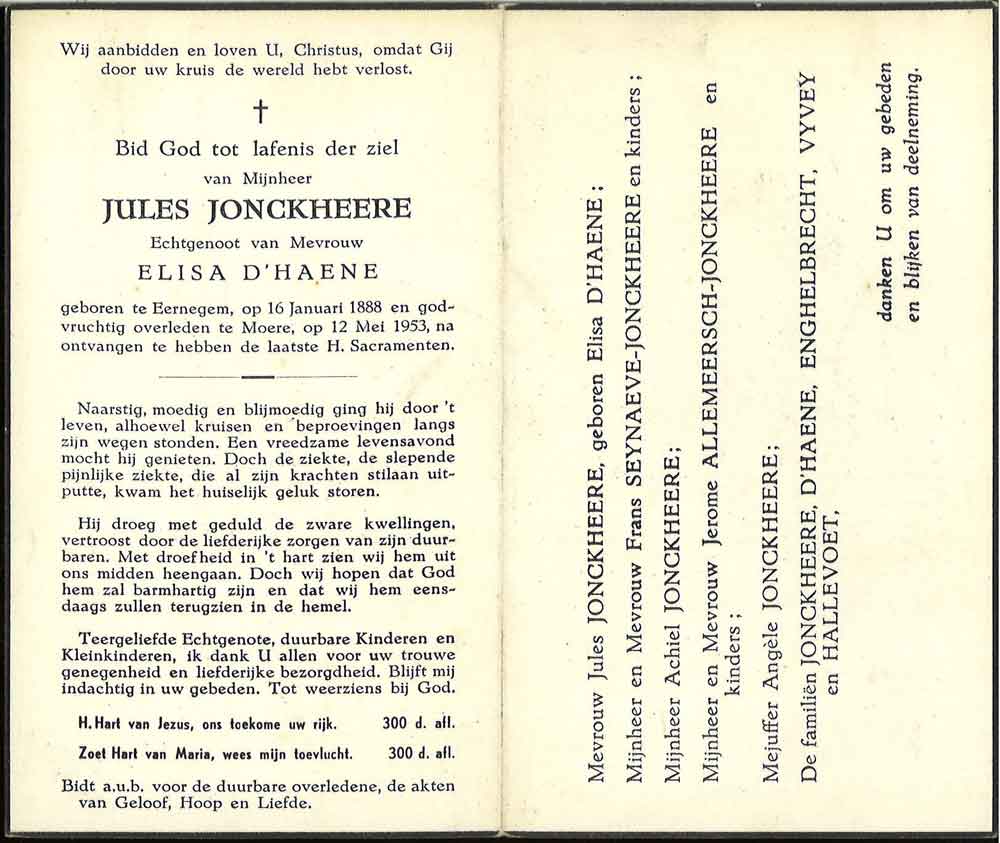 Wij aanbidden en loven U, Christus, omdat Gij
door uw kruis de wereld hebt verlost.
†
Bid God tot lafenis der ziel
van Mijnheer
JULES JONCKHEERE
Echtgenoot van Mevrouw
ELISA D'HAENE
geboren te Eernegem, op 16 Januari 1888 en god-
vruchtig overleden te Moere, op 12 Mei 1953, na
ontvangen te hebben de laatste H. Sacramenten.
Naarstig, moedig en blijmoedig ging hij door 't
leven, alhoewel kruisen en beproevingen langs
zijn wegen stonden. Een vreedzame levensavond
mocht hij genieten. Doch de ziekte, de slepende
pijnlijke ziekte, die al zijn krachten stilaan uit-
putte, kwam het huiselijk geluk storen.
Hij droeg met geduld de zware kwellingen,
vertroost door de liefderijke zorgen van zijn duur-
baren. Met droefheid in 't hart zien wij hem uit
ons midden heengaan. Doch wij hopen dat God
hem zal barmhartig zijn en dat wij hem eens-
daags zullen terugzien in de hemel.
Teergeliefde Echtgenote, duurbare Kinderen en
Kleinkinderen, ik dank U allen voor uw trouwe
genegenheid en liefderijke bezorgdheid. Blijft mij
indachtig in uw gebeden. Tot weerziens bij God.
H. Hart van Jezus, ons toekome uw rijk. 300 d. afl.
Zoet Hart van Maria, wees mijn toevlucht. 300 d. afl.
Bidt a.u.b. voor de duurbare overledene, de akten
van Geloof, Hoop en Liefde.
Mevrouw Jules JONCKHEERE, geboren Elisa D'HAENE;
Mijnheer en Mevrouw Frans SEYNAEVE-JONCKHEERE en kinders;
Mijnheer Achiel JONCKHEERE;
Mijnheer en Mevrouw Jerome ALLEMEERSCH-JONCKHEERE en
kinders;
Mejuffer Angèle JONCKHEERE;
De familiën JONCKHEERE, D'HAENE, ENGHELBRECHT, VYVEY
en HALLEVOET,
danken U om uw gebeden
en blijken van deelneming.